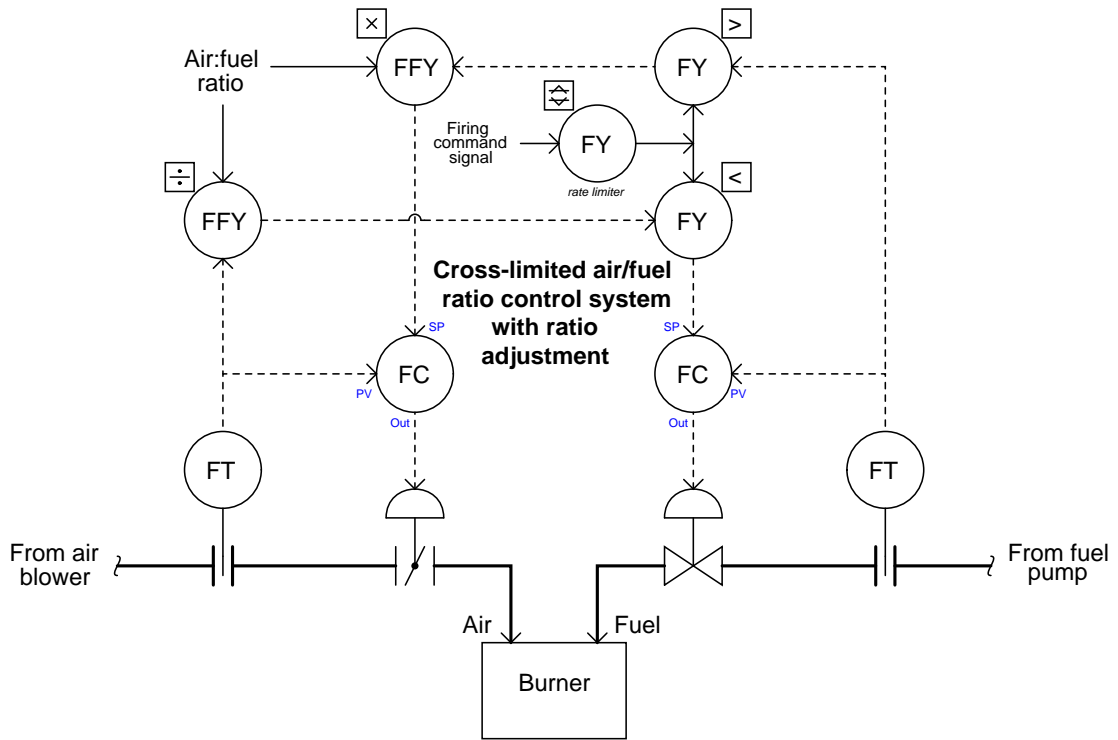 ×
>
Air:fuel
ratio
FFY
FY
Firing
command
signal
FY
rate limiter
÷
<
FFY
FY
Cross-limited air/fuel
ratio control system
with ratio
adjustment
SP
SP
FC
FC
PV
PV
Out
Out
FT
FT
From air
blower
From fuel
pump
Air
Fuel
Burner